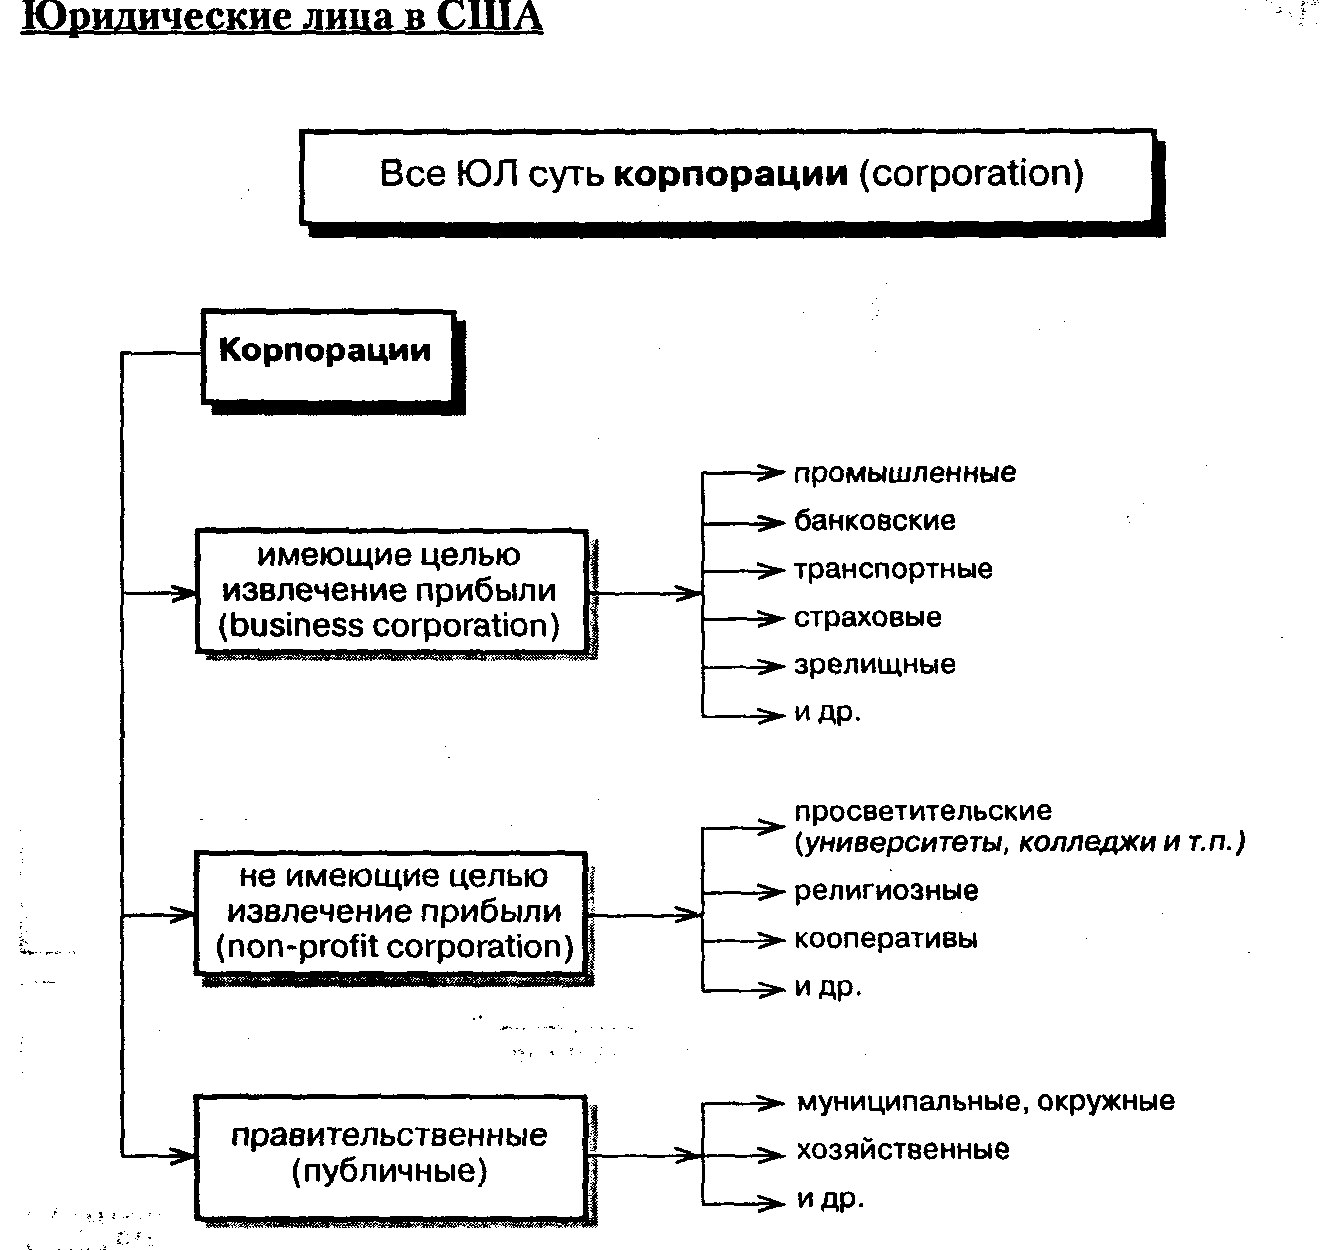 Юридические лица в США
Все ЮЛ суть корпорации (corporation)
Корпорации
имеющие целью
извлечение прибыли
(business corporation)
промышленные
банковские
транспортные
страховые
зрелищные
и др.
не имеющие целью
извлечение прибыли
(non-profit corporation)
просветительские
(университеты, колледжи и т.п.)
религиозные
кооперативы
и др.
правительственные
(публичные)
муниципальные, окружные
хозяйственные
и др.